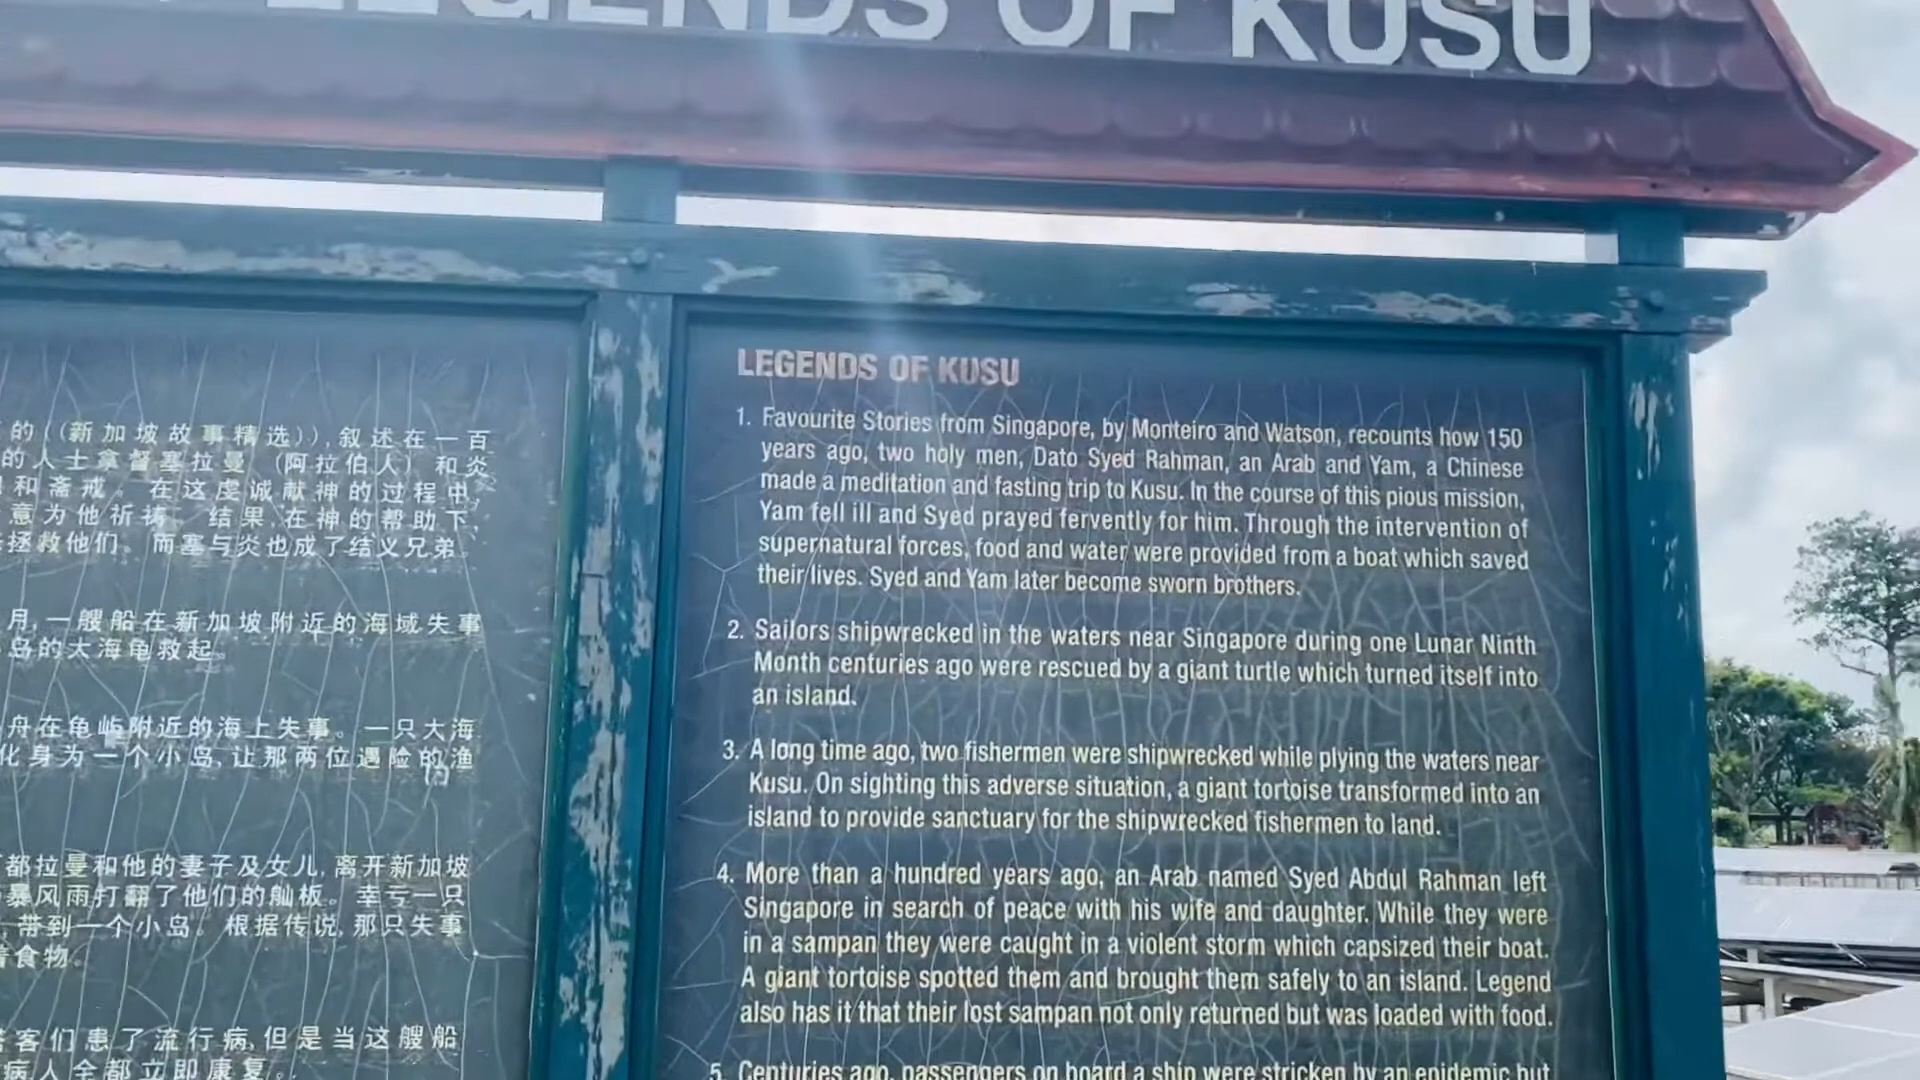 LEGENDS OF KUSU
的((新加坡故事精选)),叙述在一百
的人士拿督塞拉曼 (阿拉伯人) 和炎
和斋戒。在这虔诚献神的过程中,
意为他祈祷。结果,在神的帮助下,
拯救他们。而塞与炎也成了结义兄弟。
月,一艘船在新加坡附近的海域失事
岛的大海龟救起。
舟在龟屿附近的海上失事。一只大海
化身为一个小岛,让那两位遇险的渔
都拉曼和他的妻子及女儿,离开新加坡
暴风雨打翻了他们的舢板。幸亏一只
,带到一个小岛。根据传说,那只失事
着食物。
客们患了流行病,但是当这艘船
病人全都立即康复。
LEGENDS OF KUSU
1. Favourite Stories from Singapore, by Monteiro and Watson, recounts how 150
years ago, two holy men, Dato Syed Rahman, an Arab and Yam, a Chinese
made a meditation and fasting trip to Kusu. In the course of this pious mission,
Yam fell ill and Syed prayed fervently for him. Through the intervention of
supernatural forces, food and water were provided from a boat which saved
their lives. Syed and Yam later become sworn brothers.
2. Sailors shipwrecked in the waters near Singapore during one Lunar Ninth
Month centuries ago were rescued by a giant turtle which turned itself into
an island.
3. A long time ago, two fishermen were shipwrecked while plying the waters near
Kusu. On sighting this adverse situation, a giant tortoise transformed into an
island to provide sanctuary for the shipwrecked fishermen to land.
4. More than a hundred years ago, an Arab named Syed Abdul Rahman left
Singapore in search of peace with his wife and daughter. While they were
in a sampan they were caught in a violent storm which capsized their boat.
A giant tortoise spotted them and brought them safely to an island. Legend
also has it that their lost sampan not only returned but was loaded with food.
5. Centuries ago, passengers on board a ship were stricken by an epidemic but